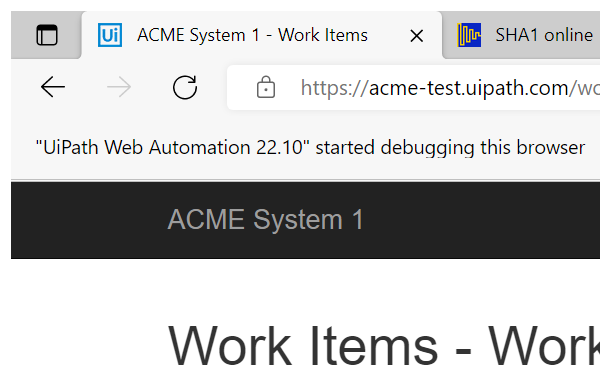 Ui ACME System 1 - Work Items SHA1 online
https://acme-test.uipath.com/wo
"UiPath Web Automation 22.10" started debugging this browser
ACME System 1
Work Items - Work